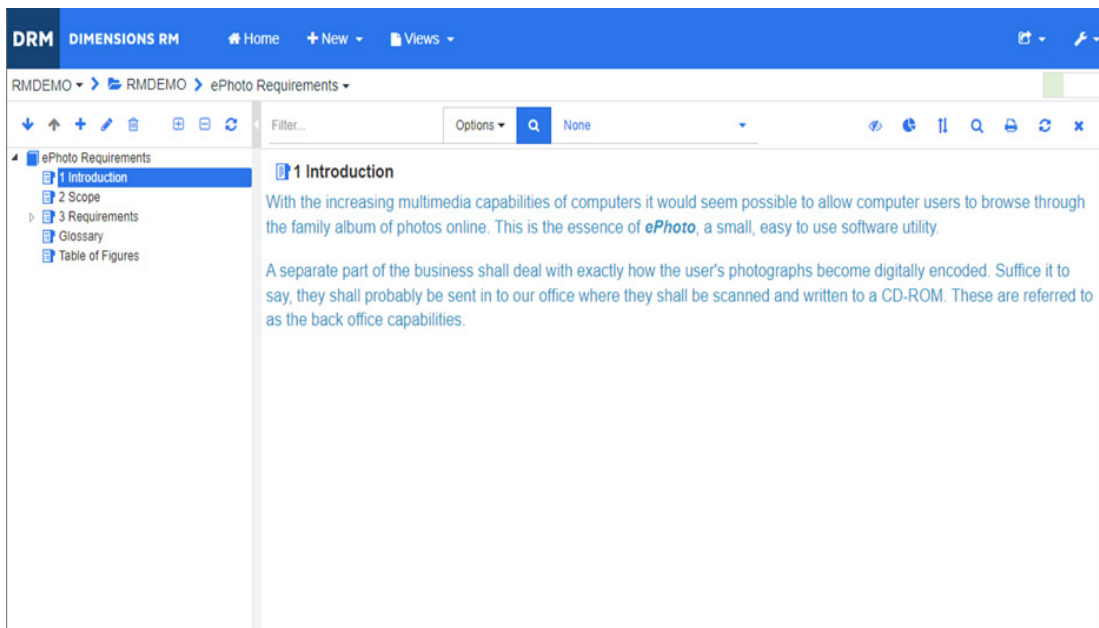 DRM DIMENSIONS RM Home New Views
RMDEMO RMDEMO ePhoto Requirements
Filter... Options None
ePhoto Requirements
1 Introduction
2 Scope
3 Requirements
Glossary
Table of Figures
1 Introduction
With the increasing multimedia capabilities of computers it would seem possible to allow computer users to browse through
the family album of photos online. This is the essence of ePhoto, a small, easy to use software utility.
A separate part of the business shall deal with exactly how the user's photographs become digitally encoded. Suffice it to
say, they shall probably be sent in to our office where they shall be scanned and written to a CD-ROM. These are referred to
as the back office capabilities.